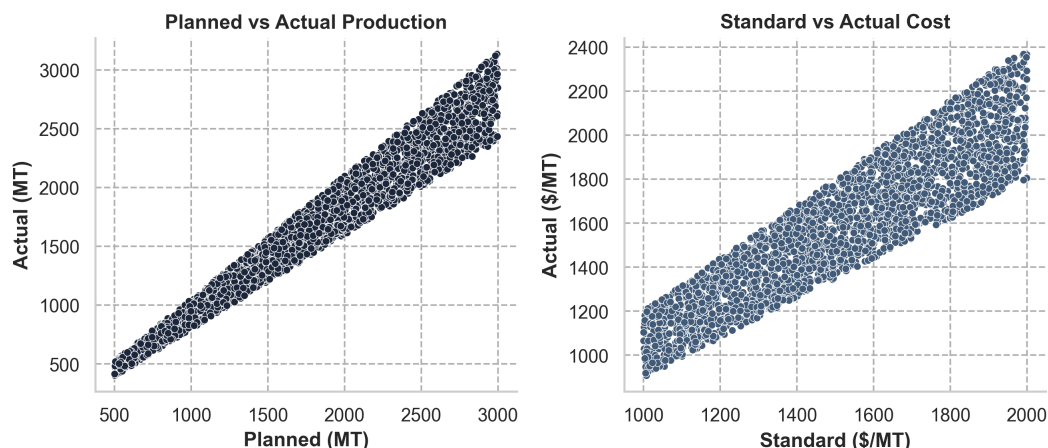 Planned vs Actual Production
Actual (MT)
3000
2500
2000
1500
1000
500
500 1000 1500 2000 2500 3000
Planned (MT)
Standard vs Actual Cost
Actual ($/MT)
2400
2200
2000
1800
1600
1400
1200
1000
1000 1200 1400 1600 1800 2000
Standard ($/MT)